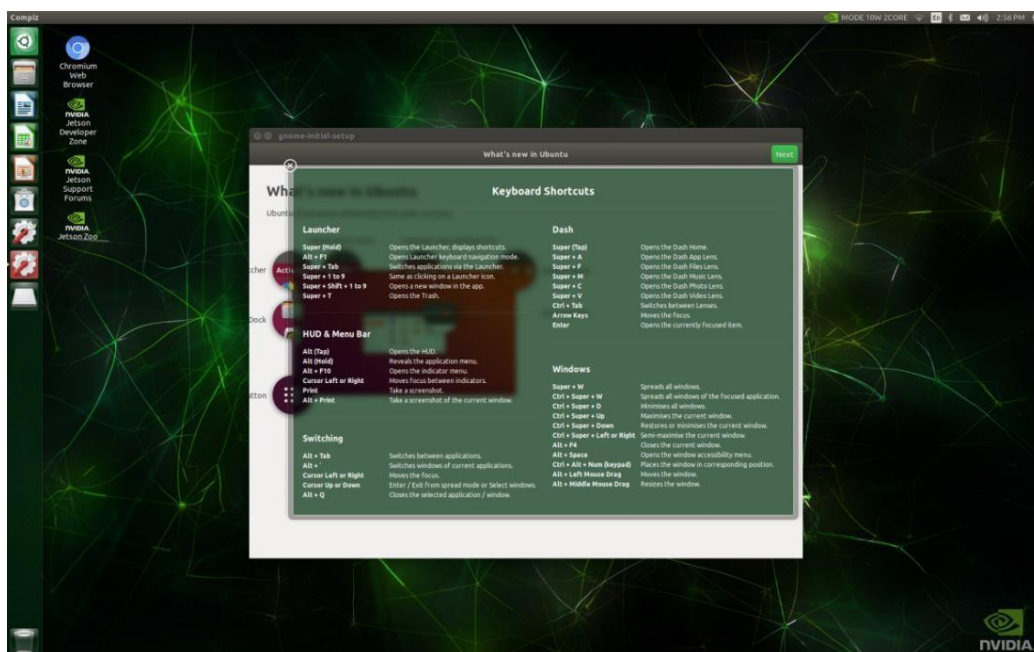 Compiz
MODE 10W 2CORE En 2:56 PM
Chromium
Web
Browser
NVIDIA
Jetson
Developer
Zone
NVIDIA
Jetson
Support
Forums
NVIDIA
Jetson Zoo
gnome-initial-setup
What's new in Ubuntu
Next
What's new in Ubuntu
Ubuntu
Keyboard Shortcuts
Launcher
Super (Hold) Opens the Launcher, displays shortcuts.
Alt + F1 Opens Launcher keyboard navigation mode.
Super + Tab Switches applications via the Launcher.
Super + 1 to 9 Same as clicking on a Launcher icon.
Super + Shift + 1 to 9 Opens a new window in the app.
Super + T Opens the Trash.
HUD & Menu Bar
Alt (Tap) Opens the HUD.
Alt (Hold) Reveals the application menu.
Alt + F10 Opens the indicator menu.
Cursor Left or Right Moves focus between indicators.
Print Take a screenshot.
Alt + Print Take a screenshot of the current window.
Switching
Alt + Tab Switches between applications.
Alt + ` Switches windows of current applications.
Cursor Left or Right Moves the focus.
Cursor Up or Down Enter / Exit from spread mode or Select windows.
Alt + Q Closes the selected application / window.
Dash
Super (Tap) Opens the Dash Home.
Super + A Opens the Dash App Lens.
Super + F Opens the Dash Files Lens.
Super + M Opens the Dash Music Lens.
Super + C Opens the Dash Photo Lens.
Super + V Opens the Dash Video Lens.
Ctrl + Tab Switches between Lenses.
Arrow Keys Moves the focus.
Enter Opens the currently focused item.
Windows
Super + W Spreads all windows.
Ctrl + Super + W Spreads all windows of the focused application.
Ctrl + Super + D Minimises all windows.
Ctrl + Super + Up Maximises the current window.
Ctrl + Super + Down Restores or minimises the current window.
Ctrl + Super + Left or Right Semi-maximise the current window.
Alt + F4 Closes the current window.
Alt + Space Opens the window accessibility menu.
Ctrl + Alt + Num (keypad) Places the window in corresponding position.
Alt + Left Mouse Drag Moves the window.
Alt + Middle Mouse Drag Resizes the window.
cher
Activ
Dock
utton
NVIDIA